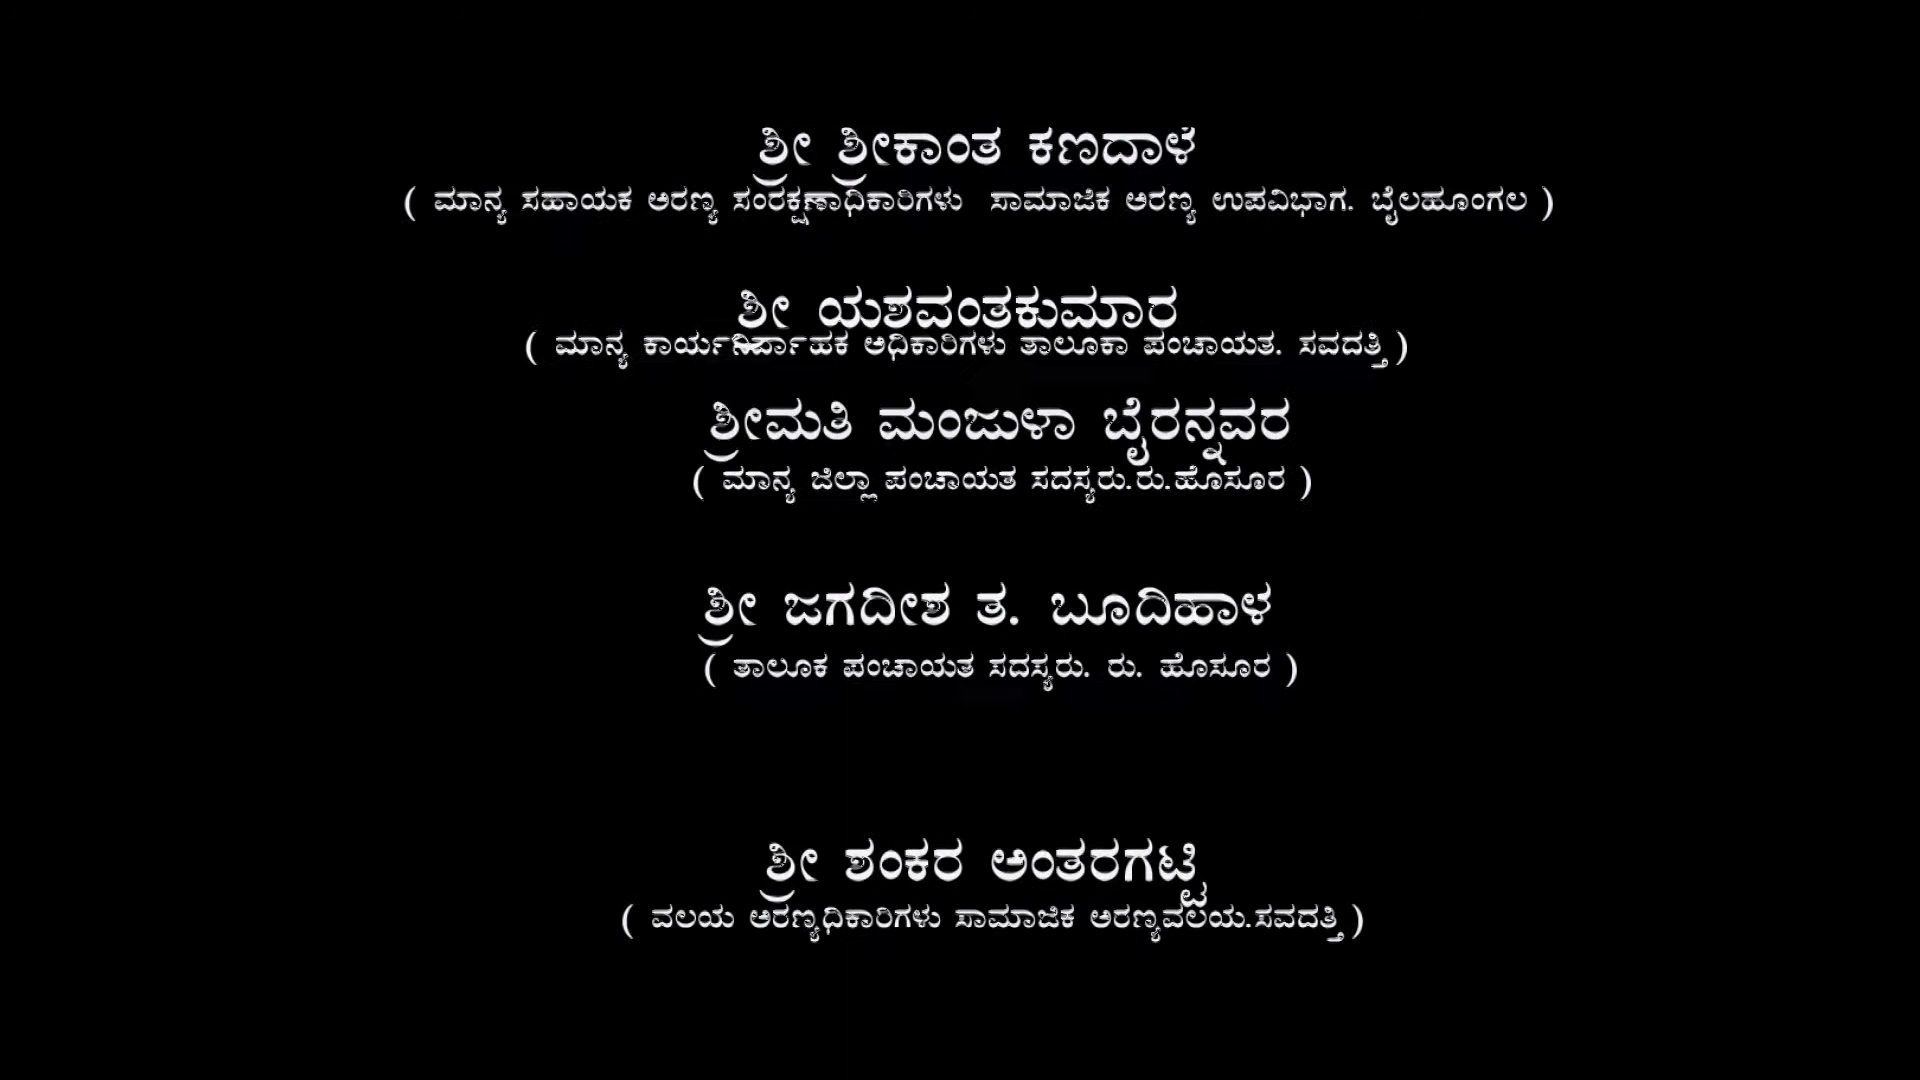 ಶ್ರೀ ಶ್ರೀಕಾಂತ ಕಣದಾಳೆ
( ಮಾನ್ಯ ಸಹಾಯಕ ಅರಣ್ಯ ಸಂರಕ್ಷಣಾಧಿಕಾರಿಗಳು ಸಾಮಾಜಿಕ ಅರಣ್ಯ ಉಪವಿಭಾಗ. ಬೈಲಹೂಂಗಲ )
ಶ್ರೀ ಯಶವಂತಕುಮಾರ
( ಮಾನ್ಯ ಕಾರ್ಯನಿರ್ವಾಹಕ ಅಧಿಕಾರಿಗಳು ತಾಲೂಕಾ ಪಂಚಾಯತ. ಸವದತ್ತಿ )
ಶ್ರೀಮತಿ ಮಂಜುಳಾ ಬೈರನ್ನವರ
( ಮಾನ್ಯ ಜಿಲ್ಲಾ ಪಂಚಾಯತ ಸದಸ್ಯರು.ರು.ಹೊಸೂರ )
ಶ್ರೀ ಜಗದೀಶ ತ. ಬೂದಿಹಾಳ
( ತಾಲೂಕ ಪಂಚಾಯತ ಸದಸ್ಯರು. ರು. ಹೊಸೂರ )
ಶ್ರೀ ಶಂಕರ ಅಂತರಗಟ್ಟಿ
( ವಲಯ ಅರಣ್ಯಧಿಕಾರಿಗಳು ಸಾಮಾಜಿಕ ಅರಣ್ಯವಲಯ.ಸವದತ್ತಿ )